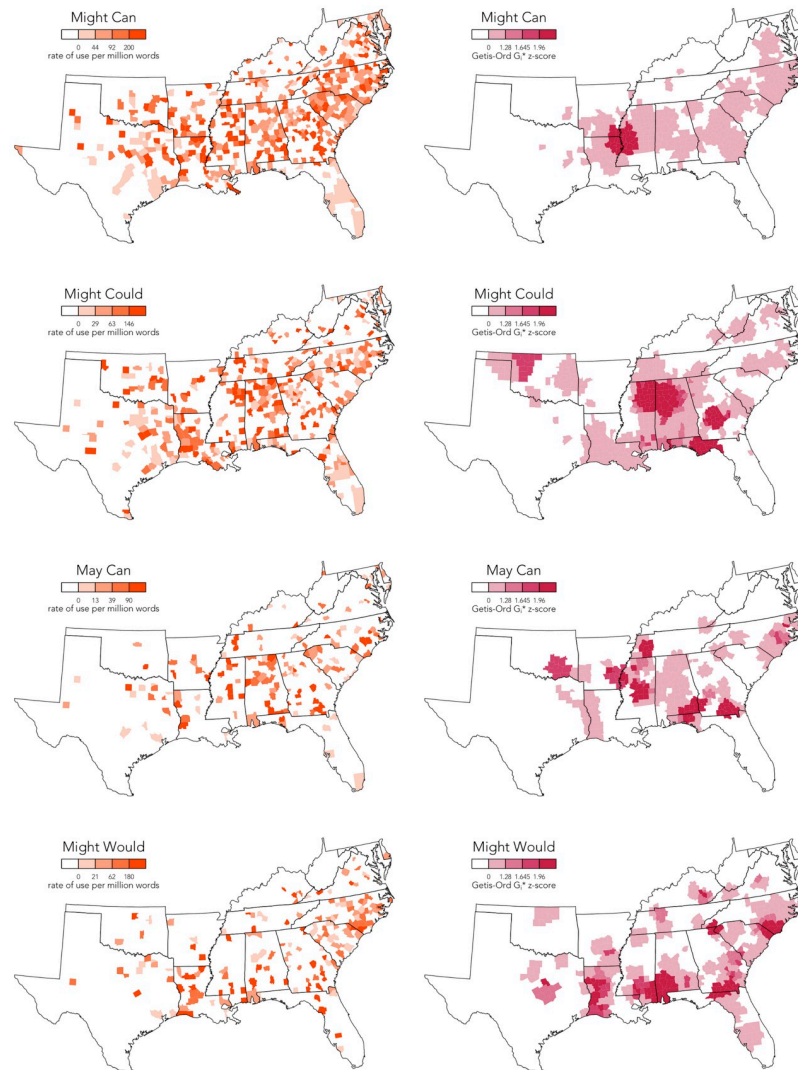 Might Can
0 44 92 200
rate of use per million words
Might Can
0 1.28 1.645 1.96
Getis-Ord Gi* z-score
Might Could
0 29 63 146
rate of use per million words
Might Could
0 1.28 1.645 1.96
Getis-Ord Gi* z-score
May Can
0 13 39 90
rate of use per million words
May Can
0 1.28 1.645 1.96
Getis-Ord Gi* z-score
Might Would
0 21 62 180
rate of use per million words
Might Would
0 1.28 1.645 1.96
Getis-Ord Gi* z-score